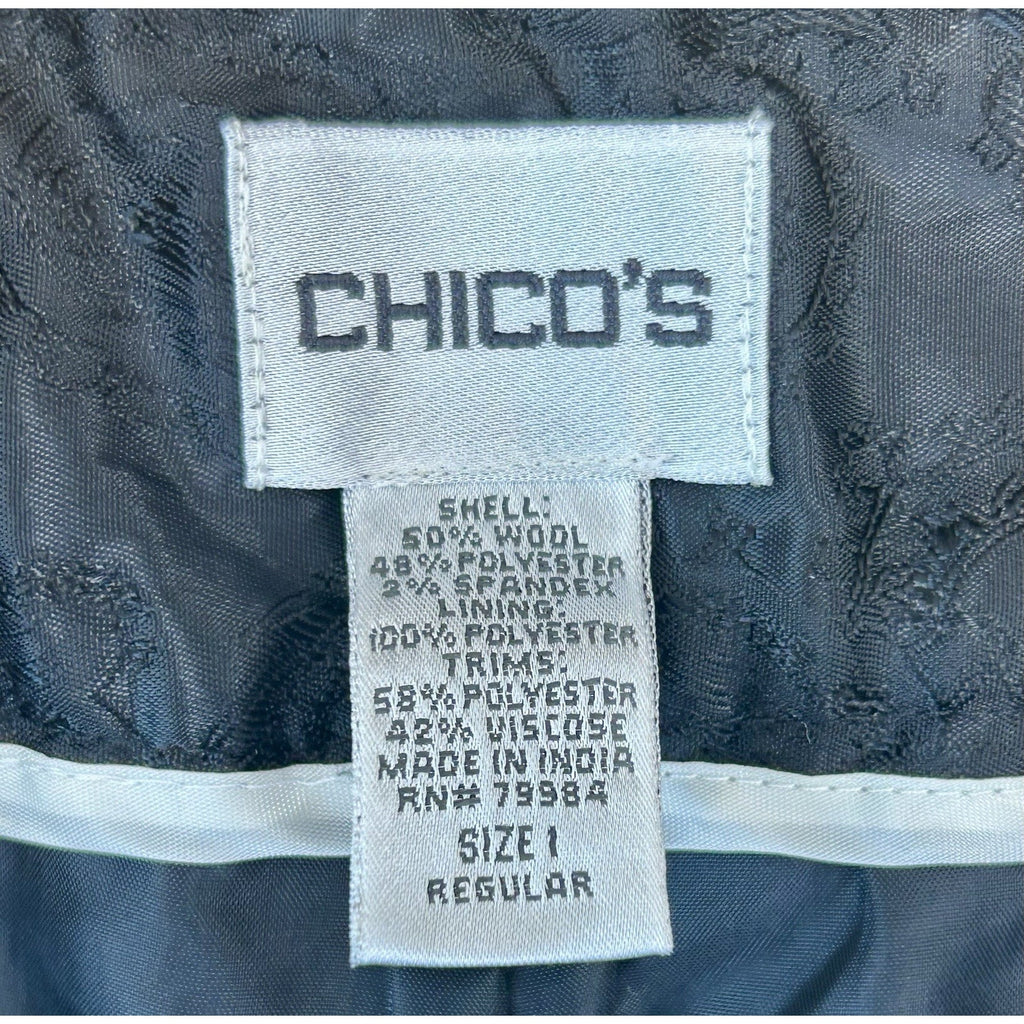 CHICO'S
SHELL:
50% WOOL
48% POLYESTER
2% SPANDEX
LINING:
100% POLYESTER
TRIMS:
58% POLYESTER
42% VISCOSE
MADE IN INDIA
RN# 79984
SIZE 1
REGULAR